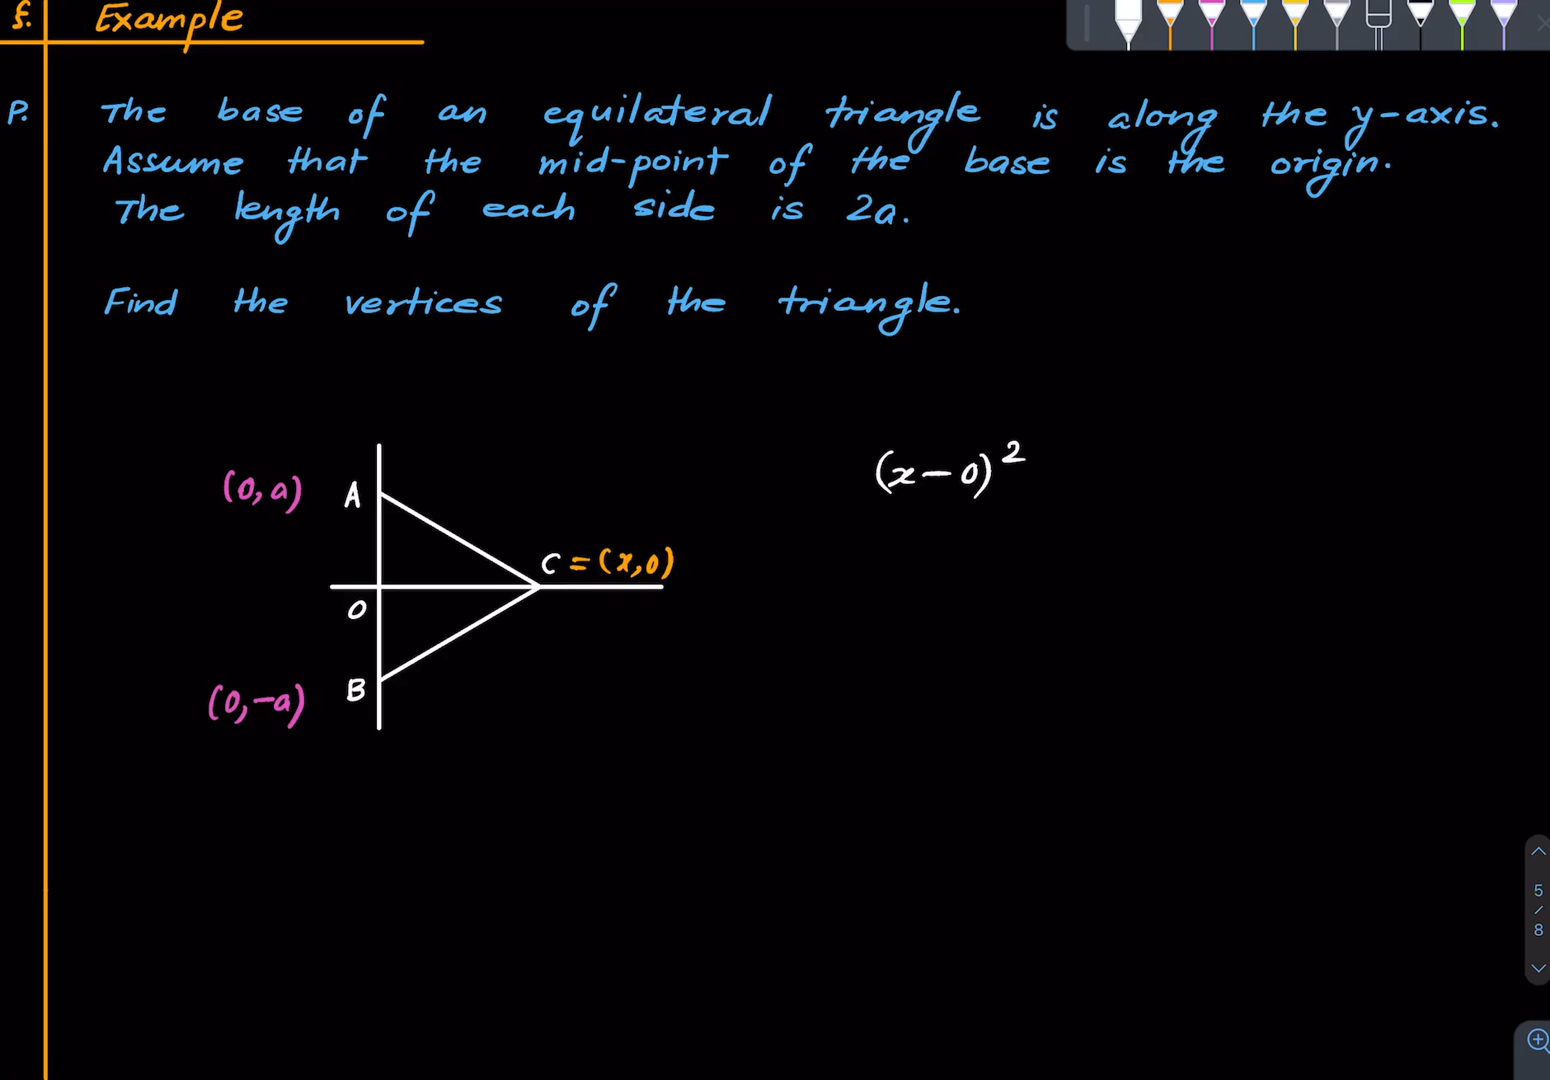 f. Example
P. The base of an equilateral triangle is along the y-axis.
Assume that the mid-point of the base is the origin.
The length of each side is 2a.
Find the vertices of the triangle.
(x-0)²
(0, a) A
C = (x, 0)
O
B
(0, -a)
5
/
8